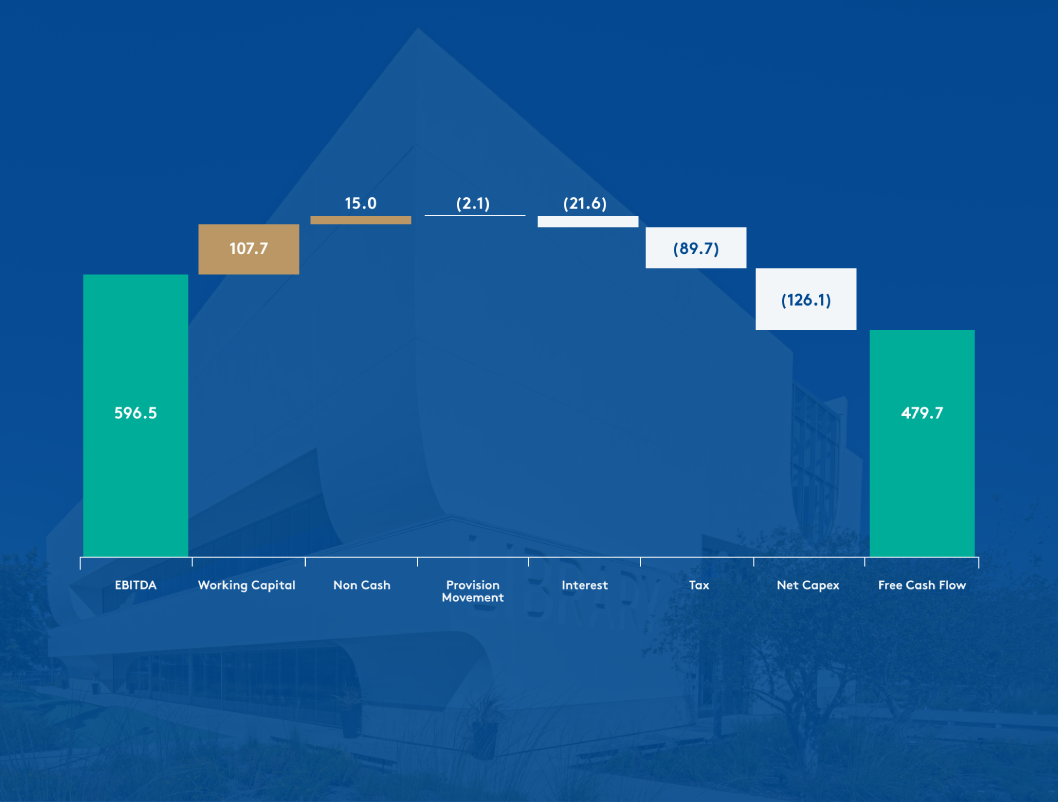 15.0
(2.1)
(21.6)
107.7
(89.7)
(126.1)
596.5
479.7
EBITDA
Working Capital
Non Cash
Provision
Movement
Interest
Tax
Net Capex
Free Cash Flow
LIBRARY